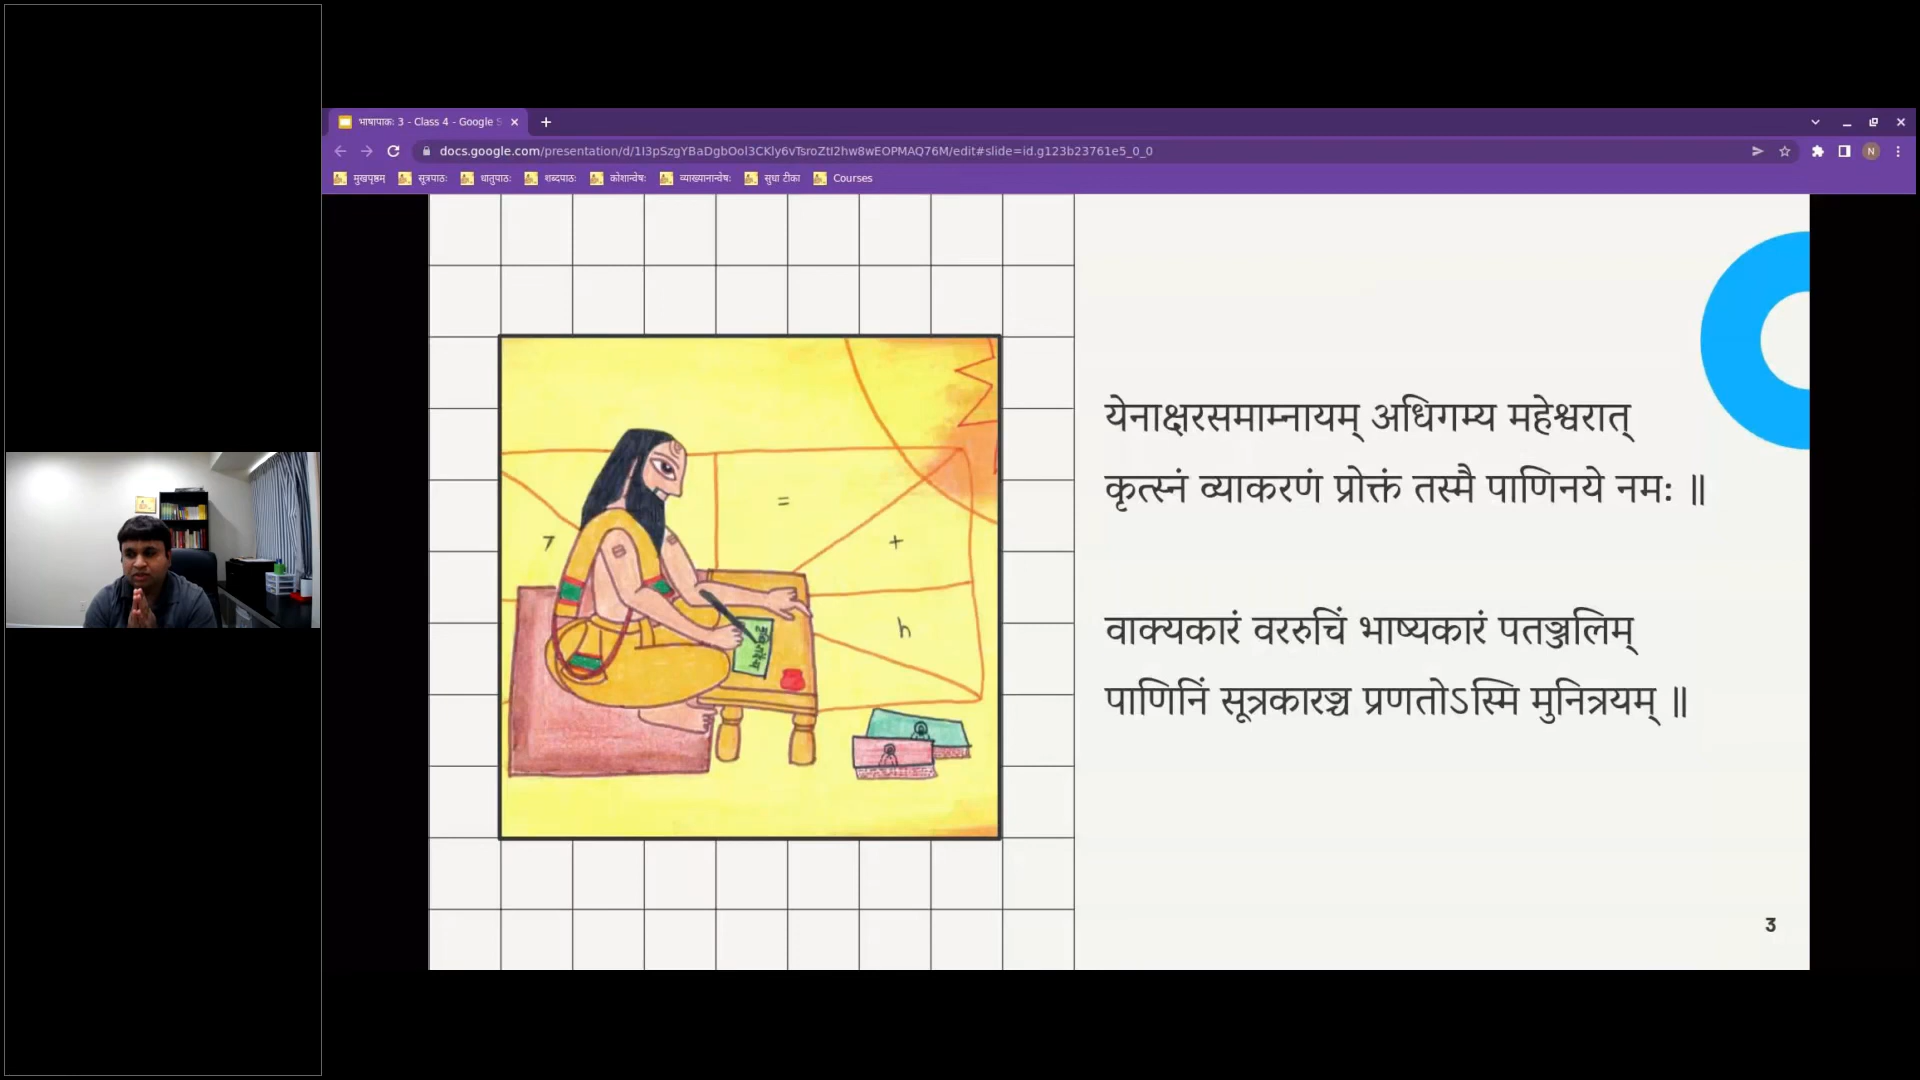 भाषापाकः 3 - Class 4 - Google S
docs.google.com/presentation/d/1I3pSzgYBaDgbOol3CKly6vTsroZtI2hw8wEOPMAQ76M/edit#slide=id.g123b23761e5_0_0
N
मुखपृष्ठम् सूत्रपाठः धातुपाठः शब्दपाठः कोशान्वेषः व्याख्यानान्वेषः सुधा टीका Courses
येनाक्षरसमाम्नायम् अधिगम्य महेश्वरात्
कृत्स्नं व्याकरणं प्रोक्तं तस्मै पाणिनये नमः ॥
वाक्यकारं वररुचिं भाष्यकारं पतञ्जलिम्
पाणिनिं सूत्रकारञ्च प्रणतोऽस्मि मुनित्रयम् ॥
=
+
h
3